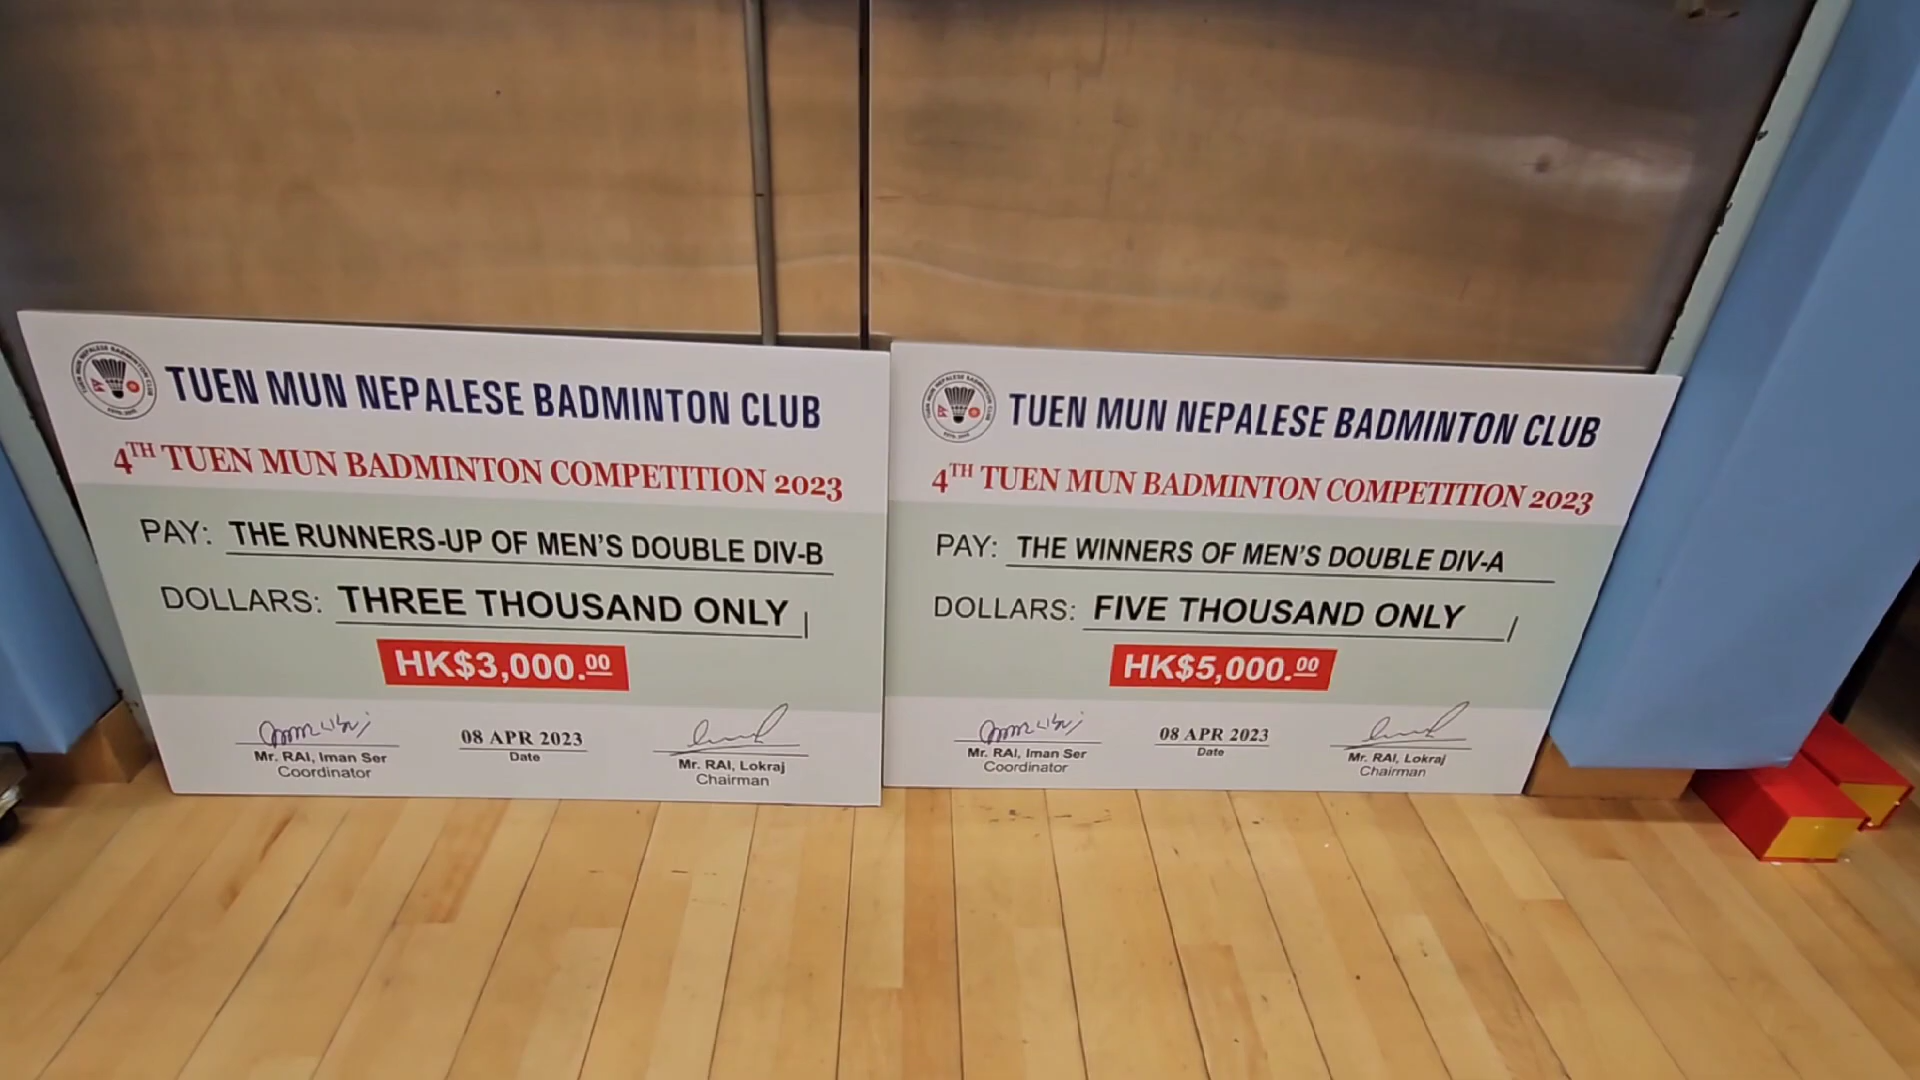 TUEN MUN NEPALESE BADMINTON CLUB
4TH TUEN MUN BADMINTON COMPETITION 2023
PAY: THE RUNNERS-UP OF MEN'S DOUBLE DIV-B
DOLLARS: THREE THOUSAND ONLY
HK$3,000.00
08 APR 2023
Mr. RAI, Iman Ser
Date
Mr. RAI, Lokraj
Coordinator
Chairman
TUEN MUN NEPALESE BADMINTON CLUB
4TH TUEN MUN BADMINTON COMPETITION 2023
PAY: THE WINNERS OF MEN'S DOUBLE DIV-A
DOLLARS: FIVE THOUSAND ONLY
HK$5,000.00
08 APR 2023
Mr. RAI, Iman Ser
Date
Mr. RAI, Lokraj
Coordinator
Chairman